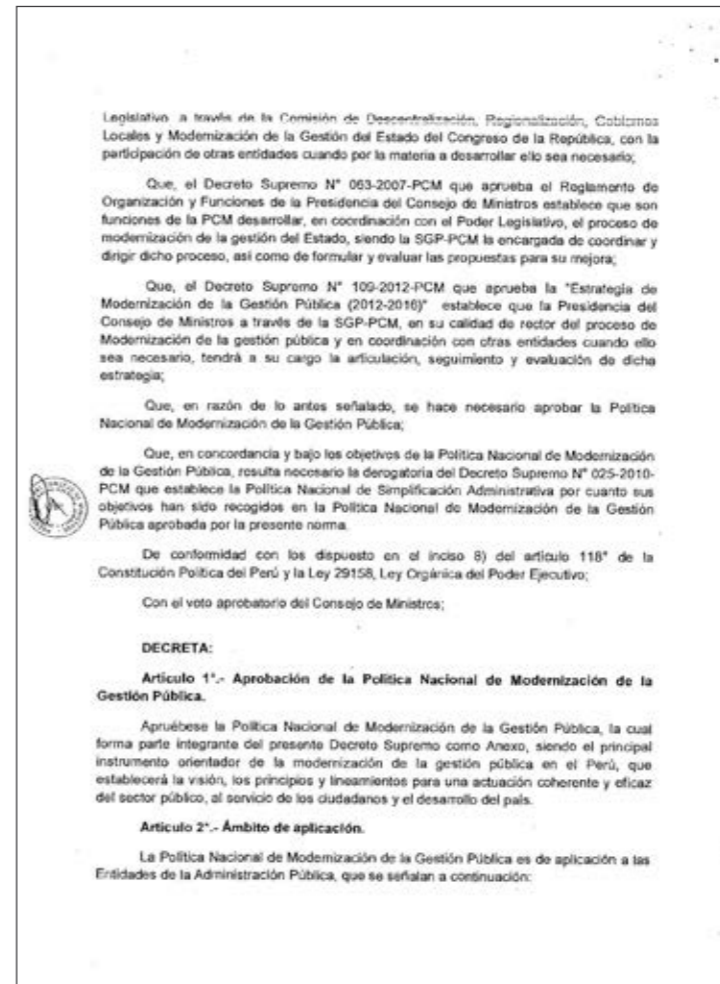 Legislativo a través de la Comisión de Descentralización, Regionalización, Gobiernos
Locales y Modernización de la Gestión del Estado del Congreso de la República, con la
participación de otras entidades cuando por la materia a desarrollar ello sea necesario;
Que, el Decreto Supremo N° 063-2007-PCM que aprueba el Reglamento de
Organización y Funciones de la Presidencia del Consejo de Ministros establece que son
funciones de la PCM desarrollar, en coordinación con el Poder Legislativo, el proceso de
modernización de la gestión del Estado, siendo la SGP-PCM la encargada de coordinar y
dirigir dicho proceso, así como de formular y evaluar las propuestas para su mejora;
Que, el Decreto Supremo N° 109-2012-PCM que aprueba la "Estrategia de
Modernización de la Gestión Pública (2012-2016)" establece que la Presidencia del
Consejo de Ministros a través de la SGP-PCM, en su calidad de rector del proceso de
Modernización de la gestión pública y en coordinación con otras entidades cuando ello
sea necesario, tendrá a su cargo la articulación, seguimiento y evaluación de dicha
estrategia;
Que, en razón de lo antes señalado, se hace necesario aprobar la Política
Nacional de Modernización de la Gestión Pública;
Que, en concordancia y bajo los objetivos de la Política Nacional de Modernización
de la Gestión Pública, resulta necesario la derogatoria del Decreto Supremo N° 025-2010-
PCM que establece la Política Nacional de Simplificación Administrativa por cuanto sus
objetivos han sido recogidos en la Política Nacional de Modernización de la Gestión
Pública aprobada por la presente norma.
De conformidad con los dispuesto en el inciso 8) del artículo 118° de la
Constitución Política del Perú y la Ley 29158, Ley Orgánica del Poder Ejecutivo;
Con el voto aprobatorio del Consejo de Ministros;
DECRETA:
Artículo 1°.- Aprobación de la Política Nacional de Modernización de la
Gestión Pública.
Apruébese la Política Nacional de Modernización de la Gestión Pública, la cual
forma parte integrante del presente Decreto Supremo como Anexo, siendo el principal
instrumento orientador de la modernización de la gestión pública en el Perú, que
establecerá la visión, los principios y lineamientos para una actuación coherente y eficaz
del sector público, al servicio de los ciudadanos y el desarrollo del país.
Artículo 2°.- Ámbito de aplicación.
La Política Nacional de Modernización de la Gestión Pública es de aplicación a las
Entidades de la Administración Pública, que se señalan a continuación: